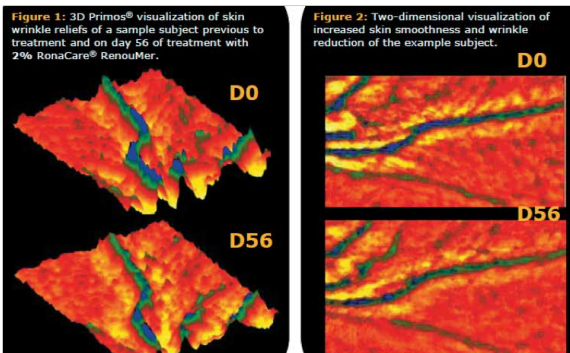 Figure 1: 3D Primos® visualization of skin
wrinkle reliefs of a sample subject previous to
treatment and on day 56 of treatment with
2% RonaCare® RenouMer.
D0
D56
Figure 2: Two-dimensional visualization of
increased skin smoothness and wrinkle
reduction of the example subject.
D0
D56